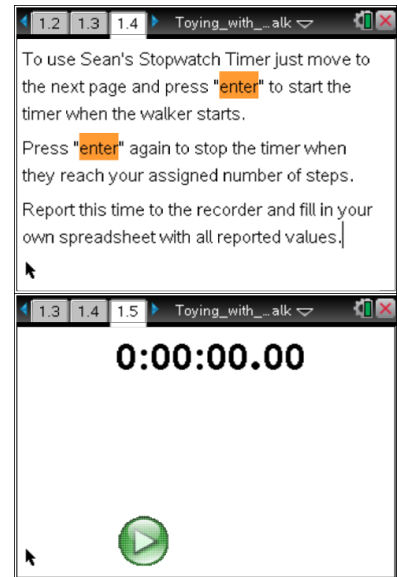 1.2 1.3 1.4 Toying_with_...alk
To use Sean's Stopwatch Timer just move to
the next page and press "enter" to start the
timer when the walker starts.
Press "enter" again to stop the timer when
they reach your assigned number of steps.
Report this time to the recorder and fill in your
own spreadsheet with all reported values.
1.3 1.4 1.5 Toying_with_...alk
0:00:00.00